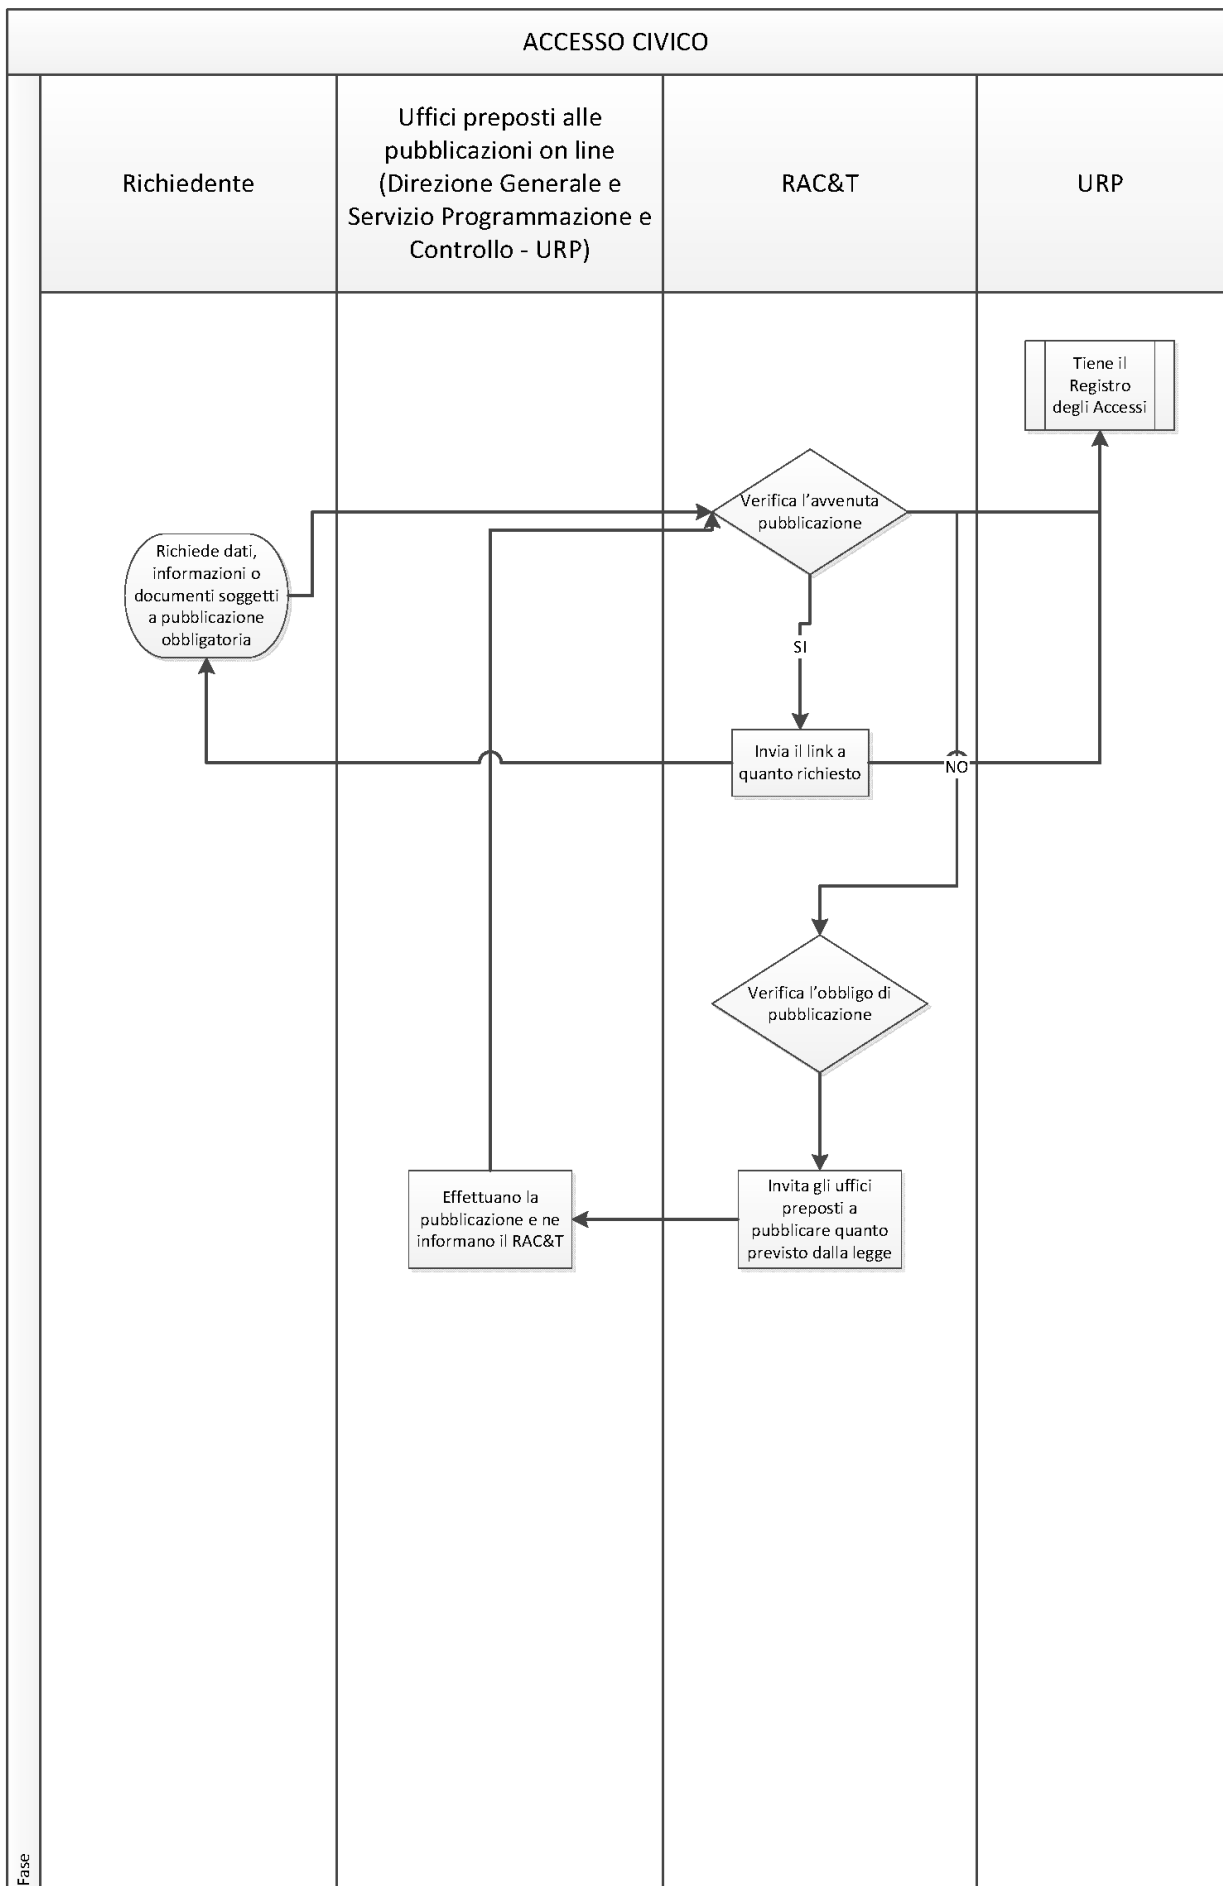 ACCESSO CIVICO
Richiedente
Uffici preposti alle
pubblicazioni on line
(Direzione Generale e
Servizio Programmazione e
Controllo - URP)
RAC&T
URP
Tiene il
Registro
degli Accessi
Verifica l’avvenuta
pubblicazione
Richiede dati,
informazioni o
documenti soggetti
a pubblicazione
obbligatoria
SI
Invia il link a
quanto richiesto
NO
Verifica l’obbligo di
pubblicazione
Effettuano la
pubblicazione e ne
informano il RAC&T
Invita gli uffici
preposti a
pubblicare quanto
previsto dalla legge
Fase